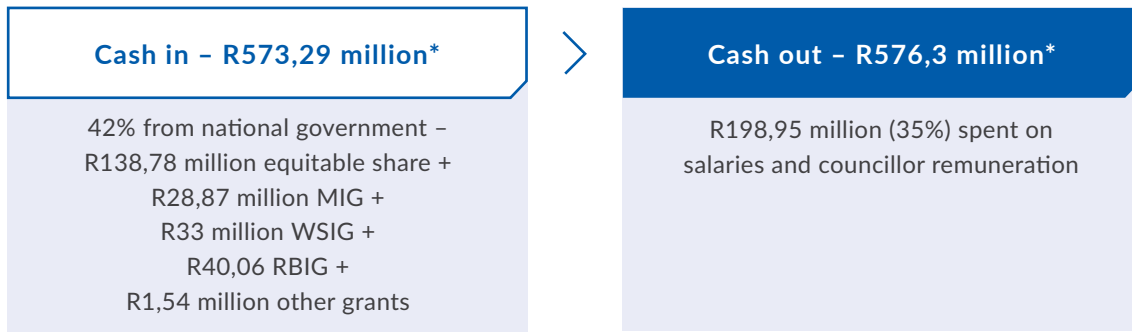 Cash in – R573,29 million*
42% from national government –
R138,78 million equitable share +
R28,87 million MIG +
R33 million WSIG +
R40,06 RBIG +
R1,54 million other grants
Cash out – R576,3 million*
R198,95 million (35%) spent on
salaries and councillor remuneration